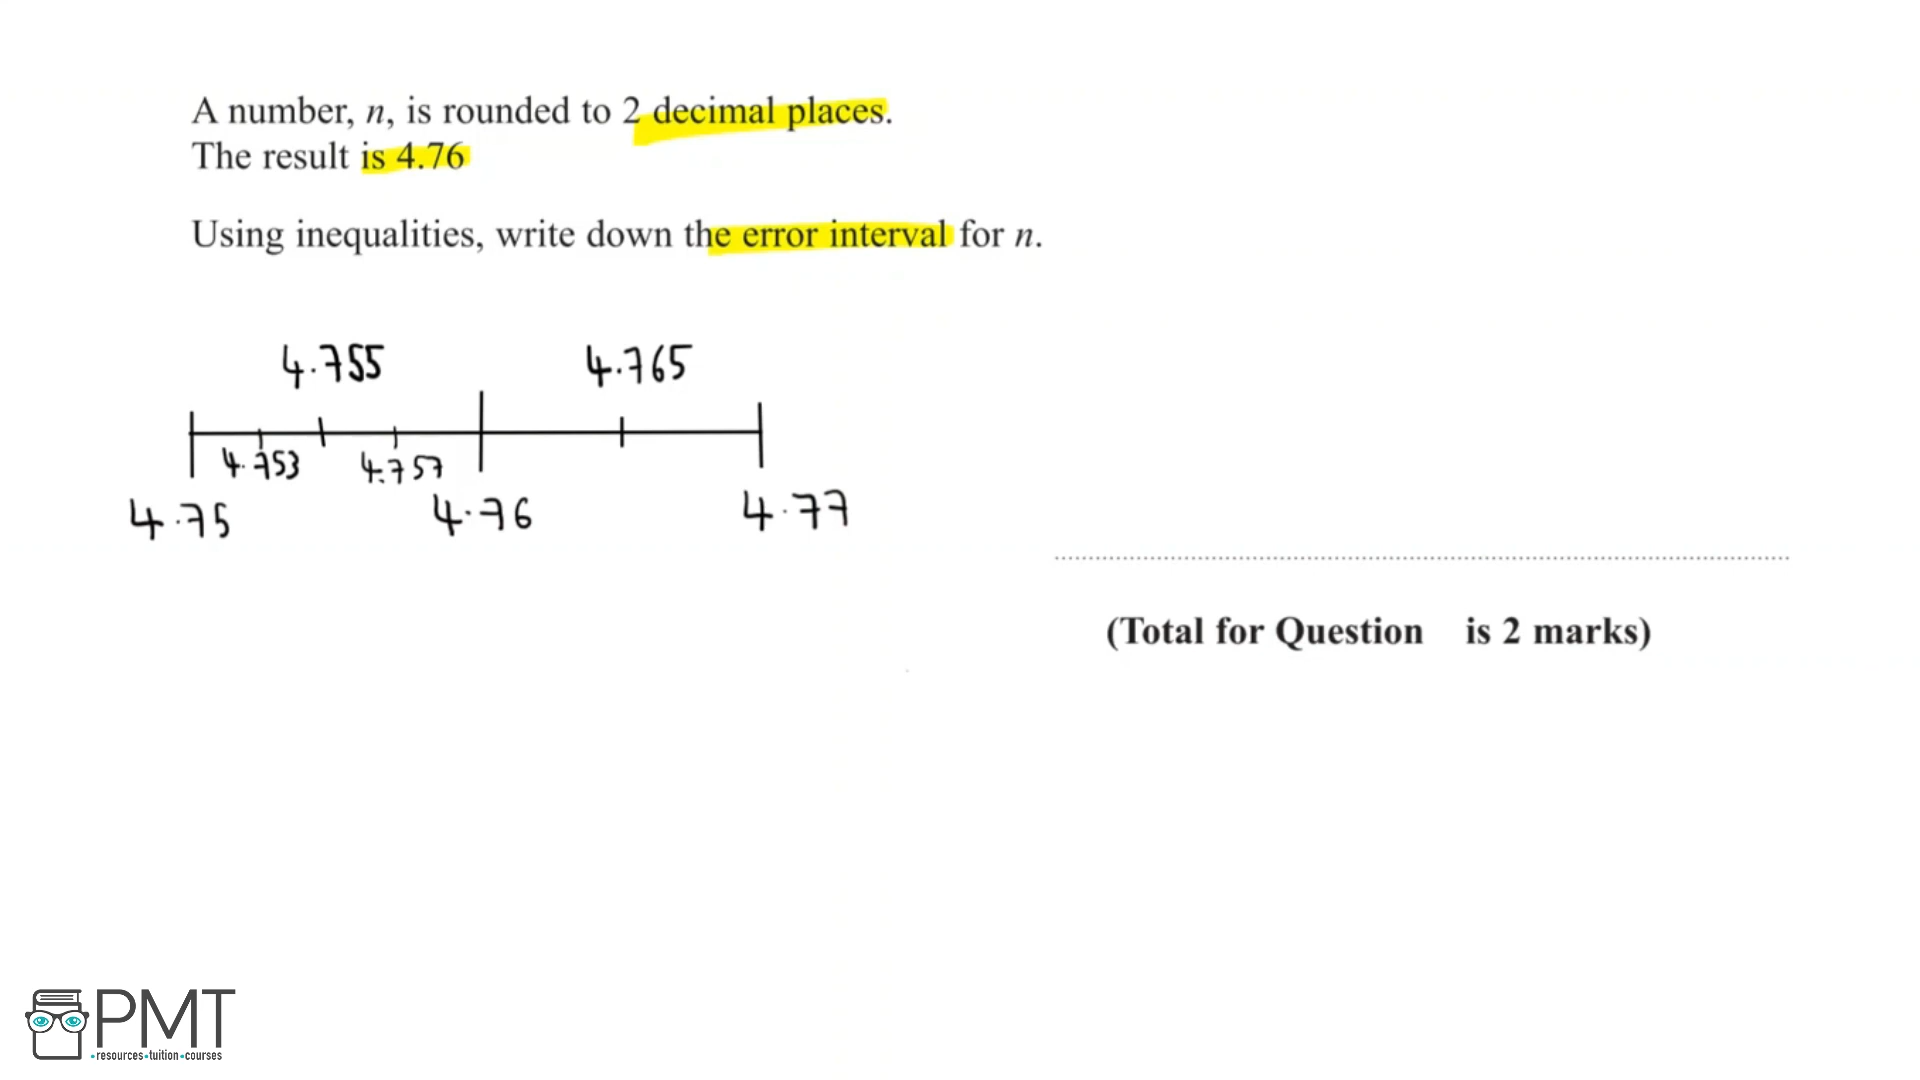 A number, n, is rounded to 2 decimal places.
The result is 4.76
Using inequalities, write down the error interval for n.
4.755 4.765
4.753 4.757
4.75 4.76 4.77
(Total for Question is 2 marks)
PMT
•resources•tuition•courses